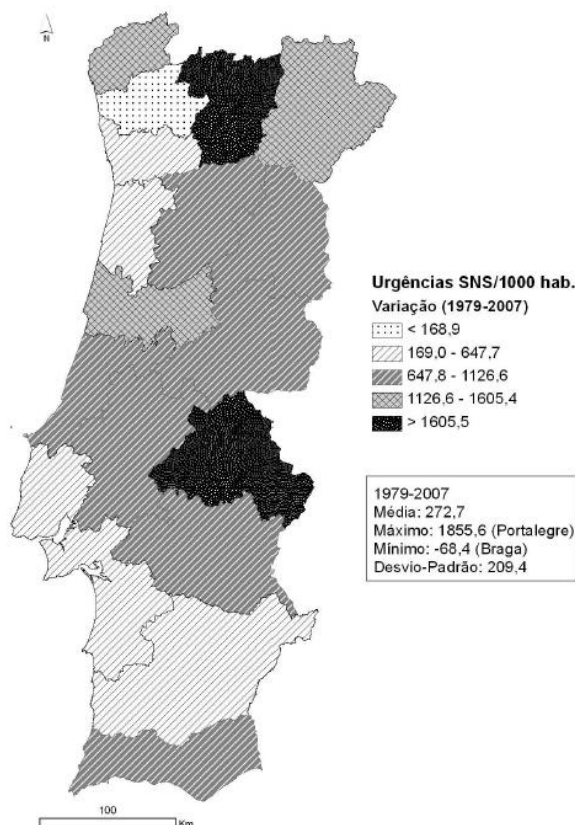 N
Urgências SNS/1000 hab.
Variação (1979-2007)
< 168,9
169,0 - 647,7
647,8 - 1126,6
1126,6 - 1605,4
> 1605,5
1979-2007
Média: 272,7
Máximo: 1855,6 (Portalegre)
Mínimo: -68,4 (Braga)
Desvio-Padrão: 209,4
100
Km